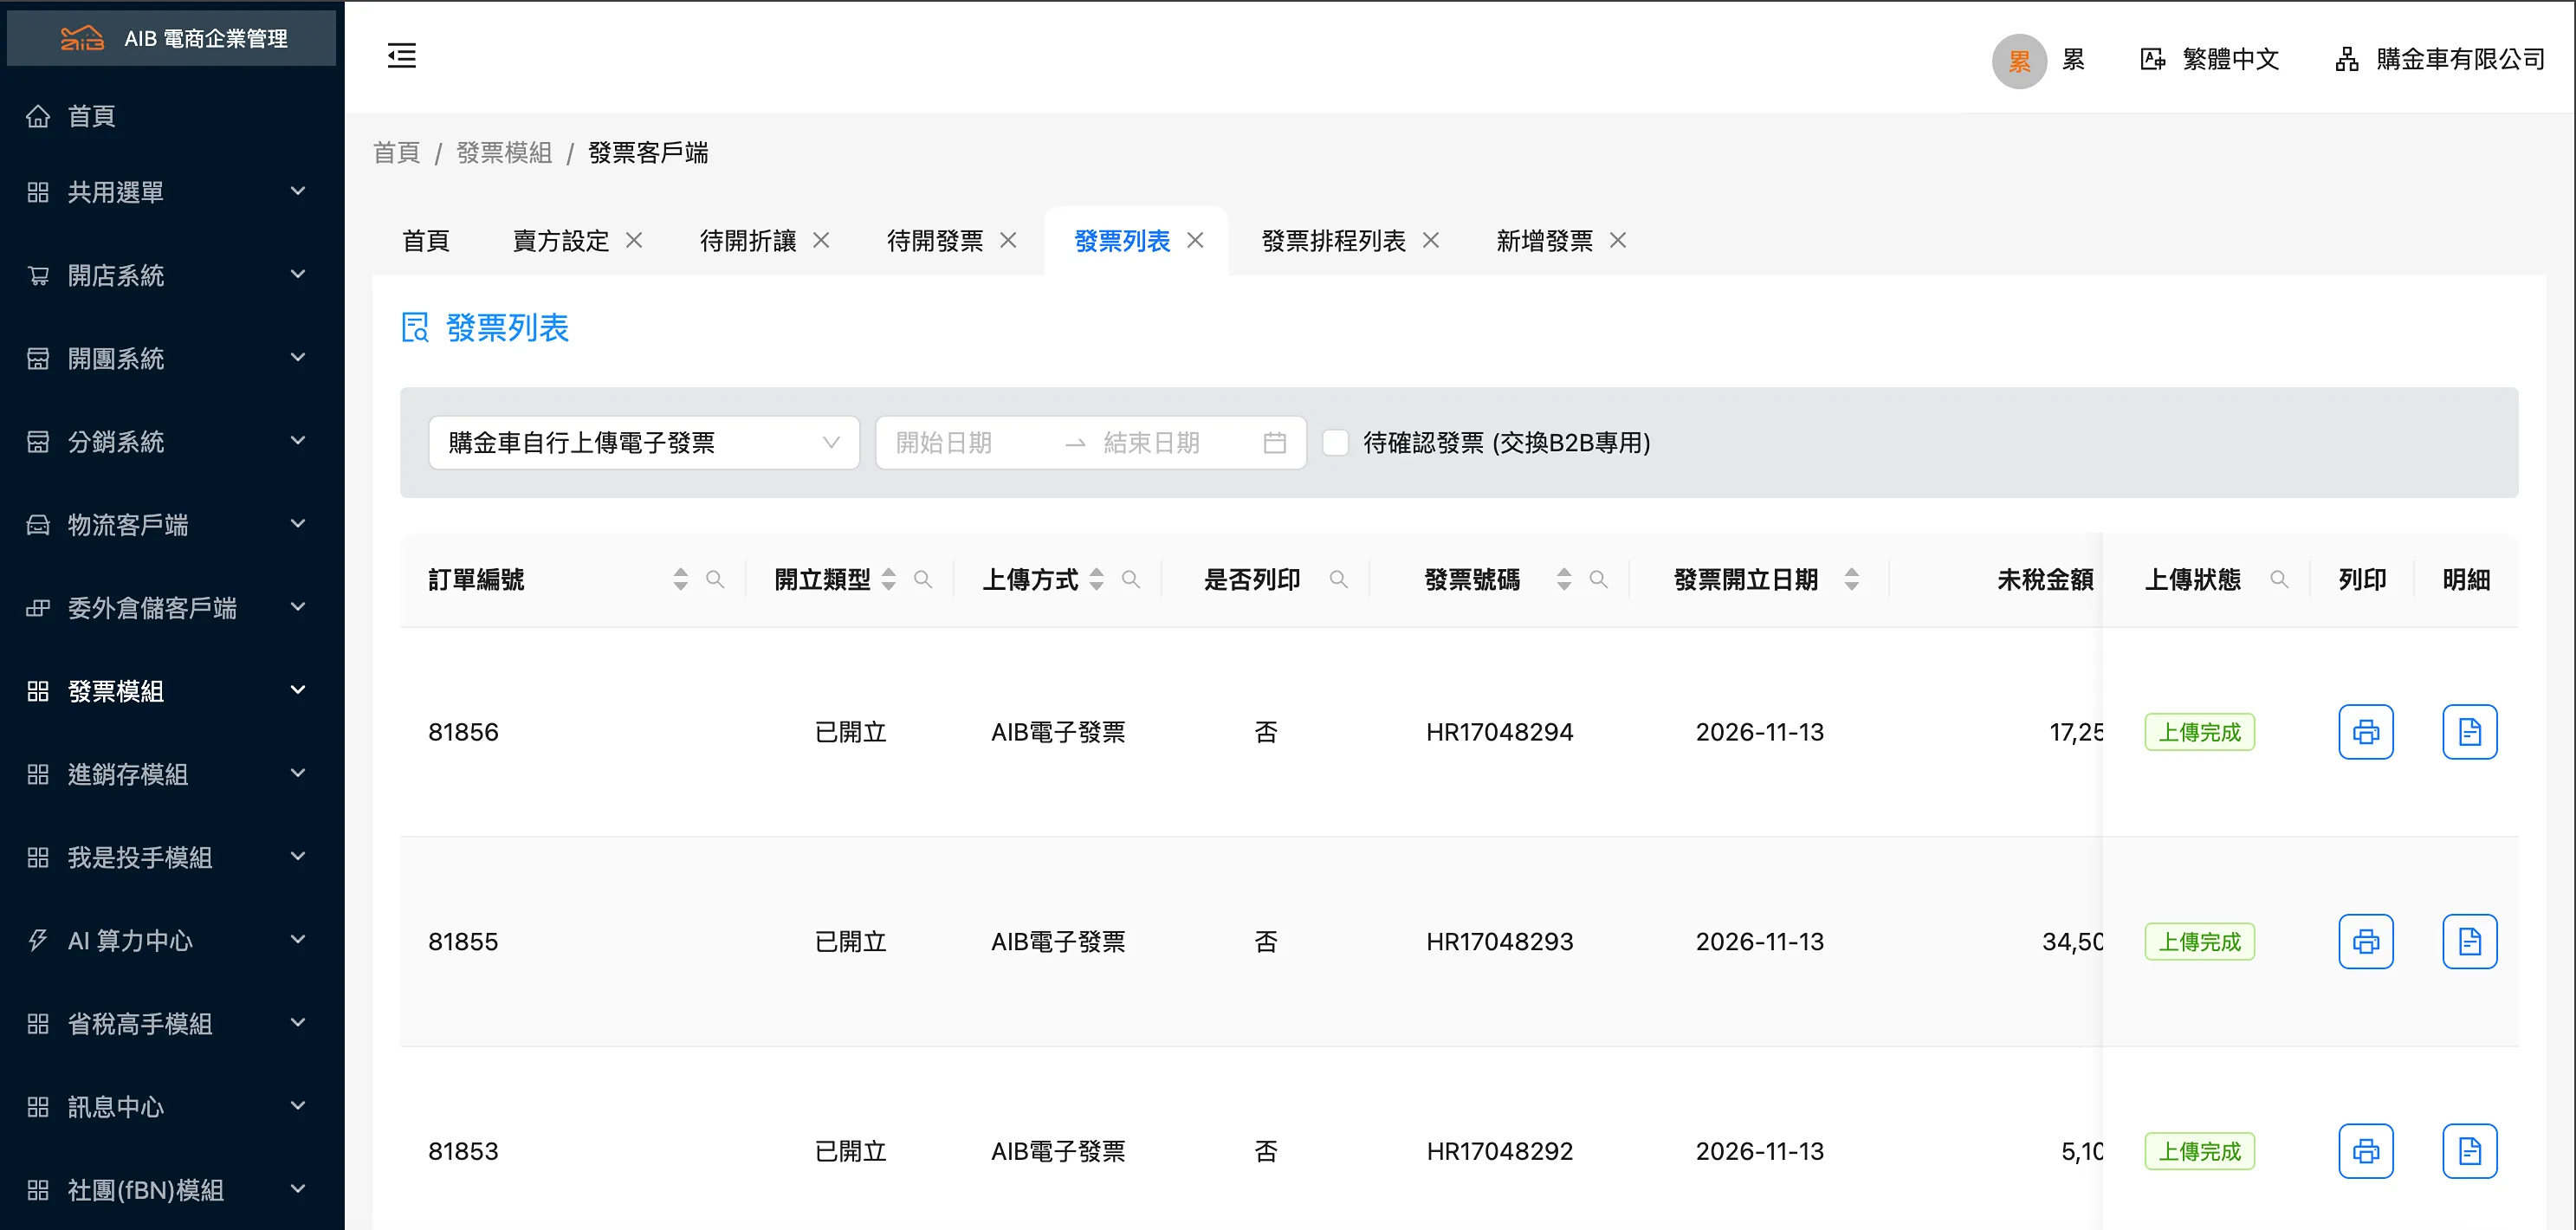 AIB 電商企業管理
首頁
共用選單
開店系統
開團系統
分銷系統
物流客戶端
委外倉儲客戶端
發票模組
進銷存模組
我是投手模組
AI 算力中心
省稅高手模組
訊息中心
社團(fBN)模組
累 累 繁體中文 購金車有限公司
首頁 / 發票模組 / 發票客戶端
首頁 賣方設定 待開折讓 待開發票 發票列表 發票排程列表 新增發票
發票列表
購金車自行上傳電子發票 開始日期 結束日期 待確認發票 (交換B2B專用)
訂單編號 開立類型 上傳方式 是否列印 發票號碼 發票開立日期 未稅金額 上傳狀態 列印 明細
81856 已開立 AIB電子發票 否 HR17048294 2026-11-13 17,25 上傳完成
81855 已開立 AIB電子發票 否 HR17048293 2026-11-13 34,50 上傳完成
81853 已開立 AIB電子發票 否 HR17048292 2026-11-13 5,10 上傳完成